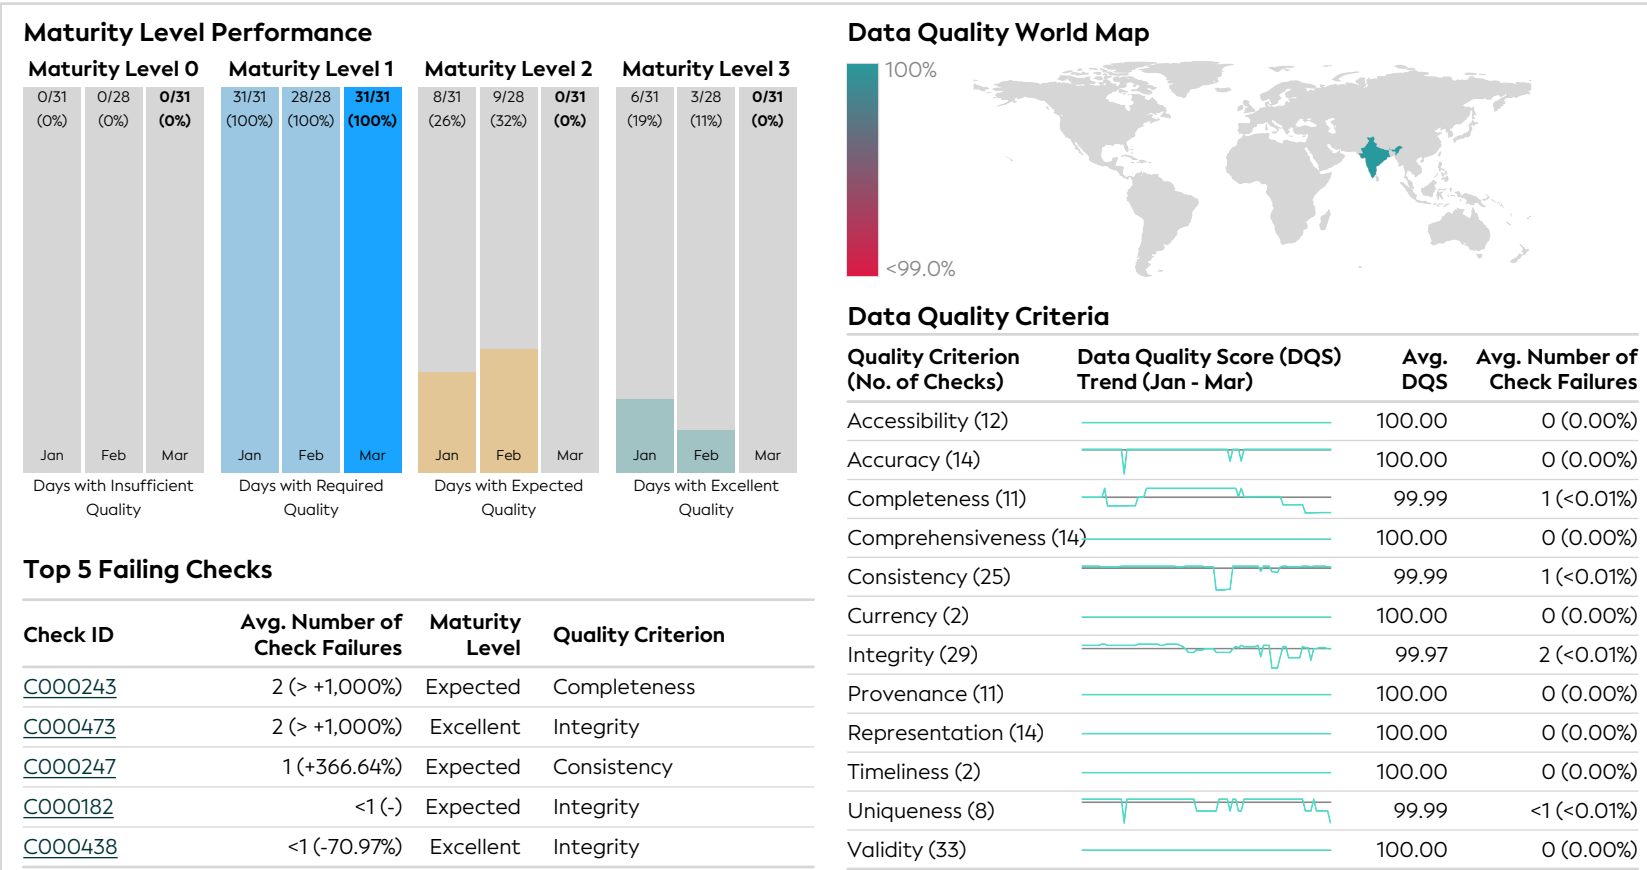 Maturity Level Performance
Maturity Level 0
Maturity Level 1
Maturity Level 2
Maturity Level 3
0/31 0/28 0/31
(0%) (0%) (0%)
31/31 28/28 31/31
(100%) (100%) (100%)
8/31 9/28 0/31
(26%) (32%) (0%)
6/31 3/28 0/31
(19%) (11%) (0%)
Jan Feb Mar
Jan Feb Mar
Jan Feb Mar
Jan Feb Mar
Days with Insufficient
Quality
Days with Required
Quality
Days with Expected
Quality
Days with Excellent
Quality
Top 5 Failing Checks
Check ID
Avg. Number of
Check Failures
Maturity
Level
Quality Criterion
C000243 2 (> +1,000%) Expected Completeness
C000473 2 (> +1,000%) Excellent Integrity
C000247 1 (+366.64%) Expected Consistency
C000182 <1 (-) Expected Integrity
C000438 <1 (-70.97%) Excellent Integrity
Data Quality World Map
100%
<99.0%
Data Quality Criteria
Quality Criterion
(No. of Checks)
Data Quality Score (DQS)
Trend (Jan - Mar)
Avg.
DQS
Avg. Number of
Check Failures
Accessibility (12) 100.00 0 (0.00%)
Accuracy (14) 100.00 0 (0.00%)
Completeness (11) 99.99 1 (<0.01%)
Comprehensiveness (14) 100.00 0 (0.00%)
Consistency (25) 99.99 1 (<0.01%)
Currency (2) 100.00 0 (0.00%)
Integrity (29) 99.97 2 (<0.01%)
Provenance (11) 100.00 0 (0.00%)
Representation (14) 100.00 0 (0.00%)
Timeliness (2) 100.00 0 (0.00%)
Uniqueness (8) 99.99 <1 (<0.01%)
Validity (33) 100.00 0 (0.00%)